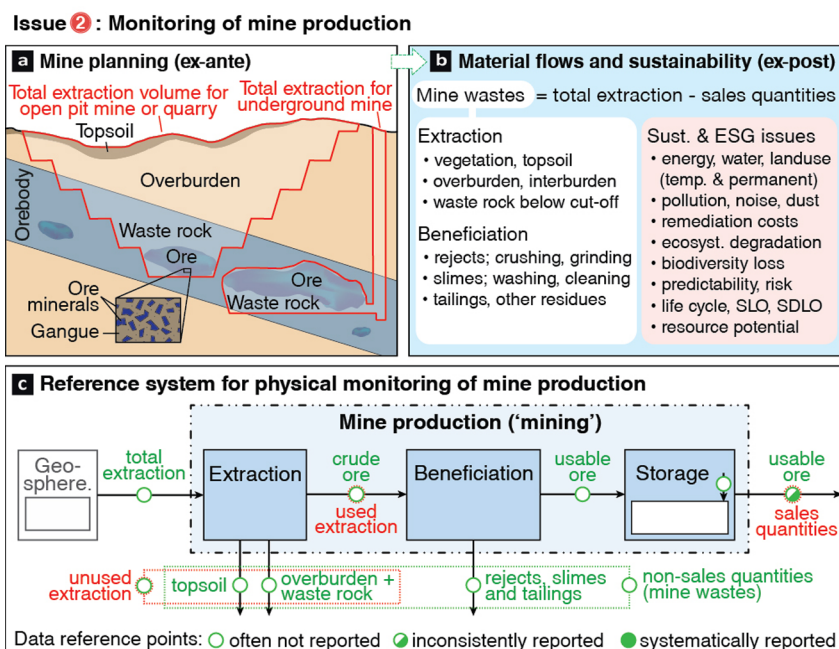 Issue 2 : Monitoring of mine production
a Mine planning (ex-ante)
Total extraction volume for
open pit mine or quarry
Total extraction for
underground mine
Topsoil
Overburden
Orebody
Waste rock
Ore
Ore
Waste rock
Ore
minerals
Gangue
b Material flows and sustainability (ex-post)
Mine wastes = total extraction - sales quantities
Extraction
• vegetation, topsoil
• overburden, interburden
• waste rock below cut-off
Beneficiation
• rejects; crushing, grinding
• slimes; washing, cleaning
• tailings, other residues
Sust. & ESG issues
• energy, water, landuse
(temp. & permanent)
• pollution, noise, dust
• remediation costs
• ecosyst. degradation
• biodiversity loss
• predictability, risk
• life cycle, SLO, SDLO
• resource potential
c Reference system for physical monitoring of mine production
Mine production (‘mining’)
Geo-
sphere.
total
extraction
Extraction
crude
ore
used
extraction
Beneficiation
usable
ore
Storage
usable
ore
sales
quantities
unused
extraction
topsoil
overburden +
waste rock
rejects, slimes
and tailings
non-sales quantities
(mine wastes)
Data reference points: often not reported inconsistently reported systematically reported